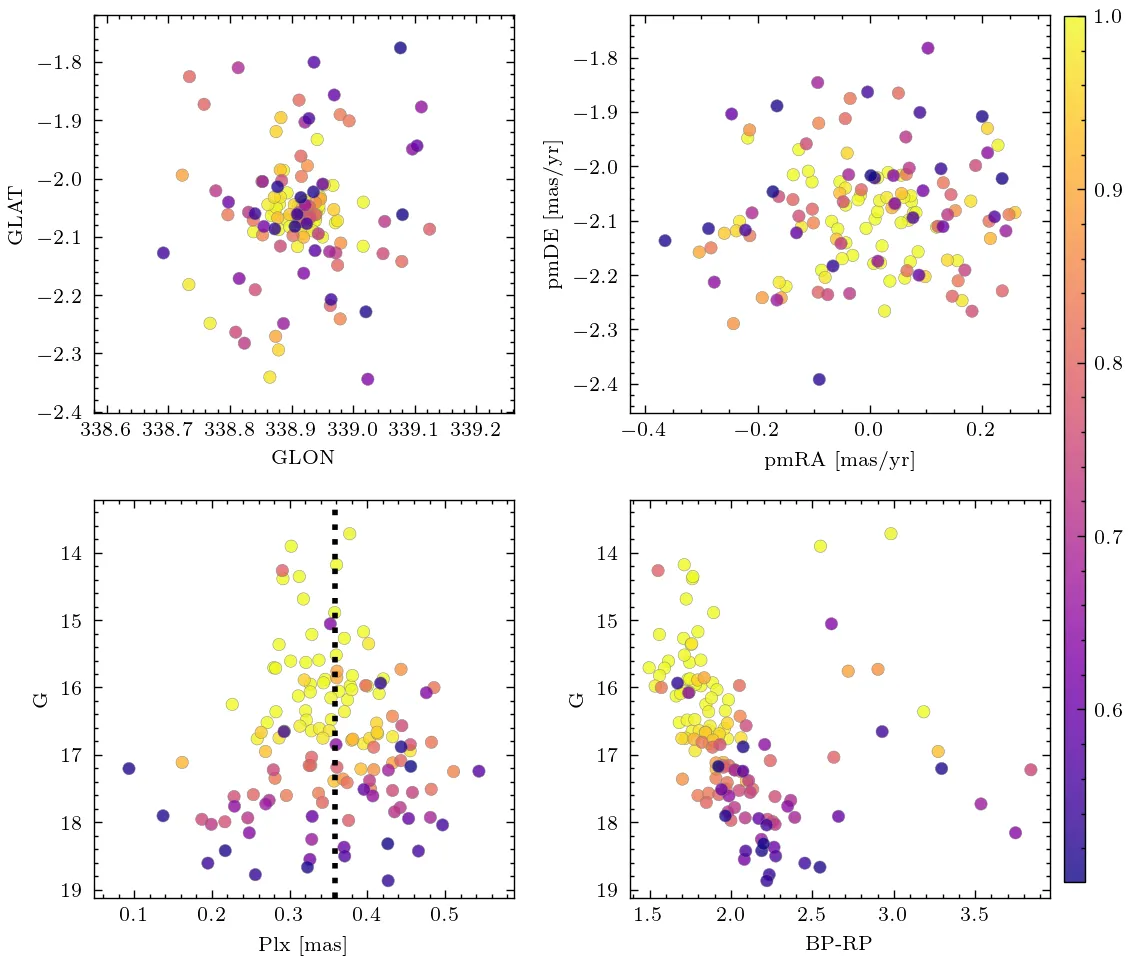 −1.8
−1.9
−2.0
−2.1
−2.2
−2.3
−2.4
GLAT
338.6 338.7 338.8 338.9 339.0 339.1 339.2
GLON
−1.8
−1.9
−2.0
−2.1
−2.2
−2.3
−2.4
pmDE [mas/yr]
−0.4 −0.2 0.0 0.2
pmRA [mas/yr]
14
15
16
17
18
19
G
0.1 0.2 0.3 0.4 0.5
Plx [mas]
14
15
16
17
18
19
G
1.5 2.0 2.5 3.0 3.5
BP-RP
1.0
0.9
0.8
0.7
0.6